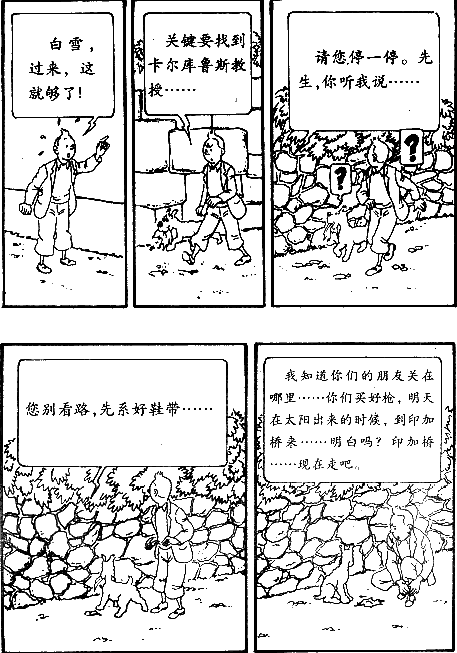 白雪，
过来，这
就够了！
关键要找到
卡尔库鲁斯教
授……
请您停一停。先
生，你听我说……
?
?
您别看路，先系好鞋带……
我知道你们的朋友关在
哪里……你们买好枪，明天
在太阳出来的时候，到印加
桥来……明白吗？印加桥
……现在走吧。